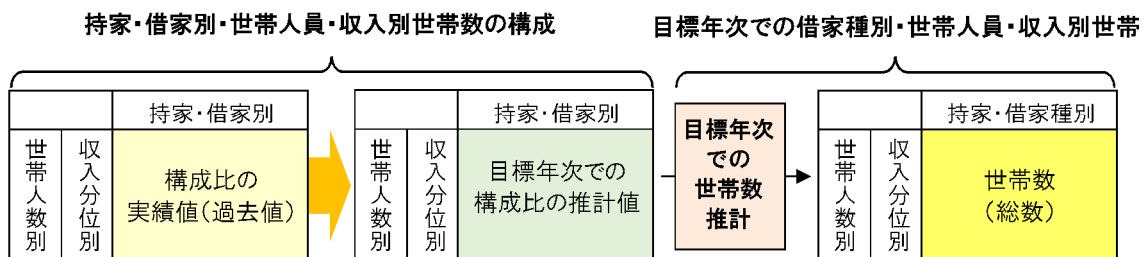 持家・借家別・世帯人員・収入別世帯数の構成
目標年次での借家種別・世帯人員・収入別世帯
持家・借家別
世帯人数別
収入分位別
構成比の
実績値(過去値)
持家・借家別
世帯人数別
収入分位別
目標年次での
構成比の推計値
目標年次
での
世帯数
推計
持家・借家種別
世帯人数別
収入分位別
世帯数
(総数)